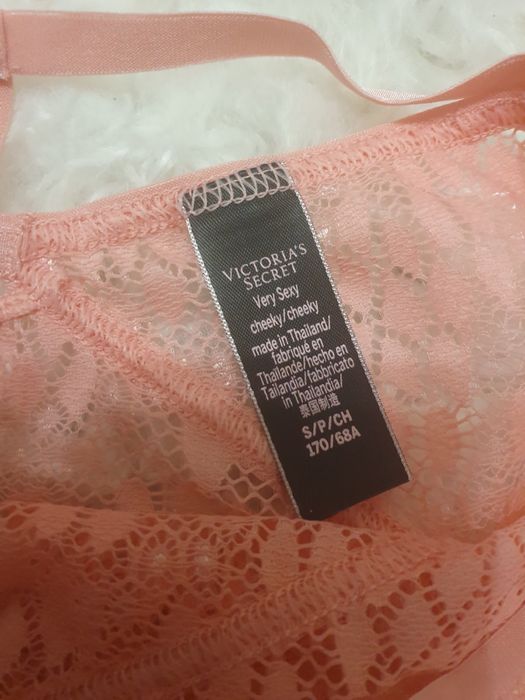 VICTORIA'S
SECRET
Very Sexy
cheeky/cheeky
made in Thailand/
fabriqué en
Thaïlande/hecho en
Tailandia/fabbricato
in Thailandia/
泰国制造
S/P/CH
170/68A